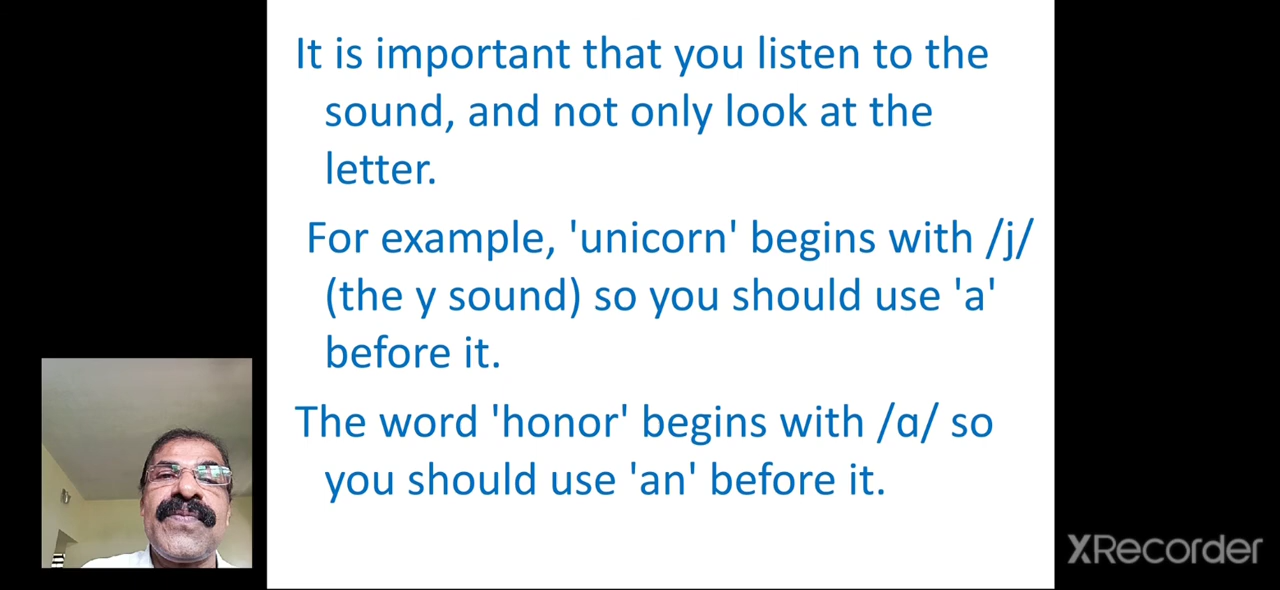 It is important that you listen to the
sound, and not only look at the
letter.
For example, 'unicorn' begins with /j/
(the y sound) so you should use 'a'
before it.
The word 'honor' begins with /ɑ/ so
you should use 'an' before it.
XRecorder